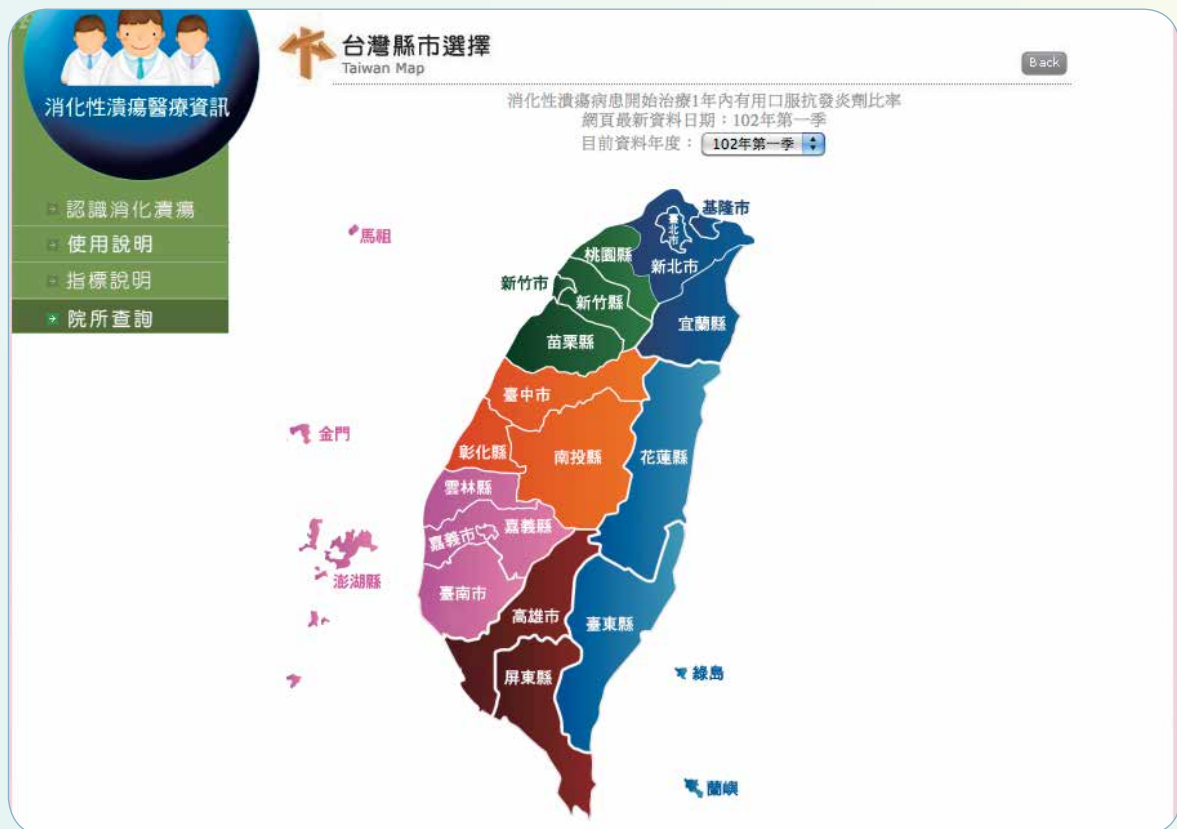 消化性潰瘍醫療資訊
認識消化潰瘍
使用說明
指標說明
院所查詢
台灣縣市選擇
Taiwan Map
Back
消化性潰瘍病患開始治療1年內有用口服抗發炎劑比率
網頁最新資料日期：102年第一季
目前資料年度： 102年第一季
基隆市
臺北市
馬祖
桃園縣
新北市
新竹市
新竹縣
宜蘭縣
苗栗縣
臺中市
金門
彰化縣
南投縣
花蓮縣
雲林縣
嘉義縣
嘉義市
澎湖縣
臺南市
高雄市
臺東縣
屏東縣
綠島
蘭嶼